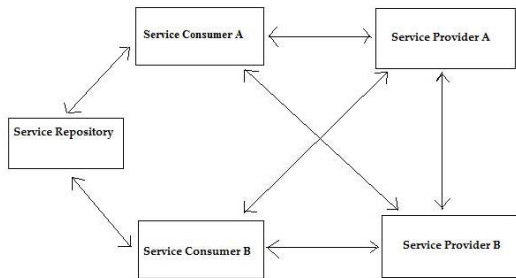 Service Consumer A
Service Provider A
Service Repository
Service Consumer B
Service Provider B